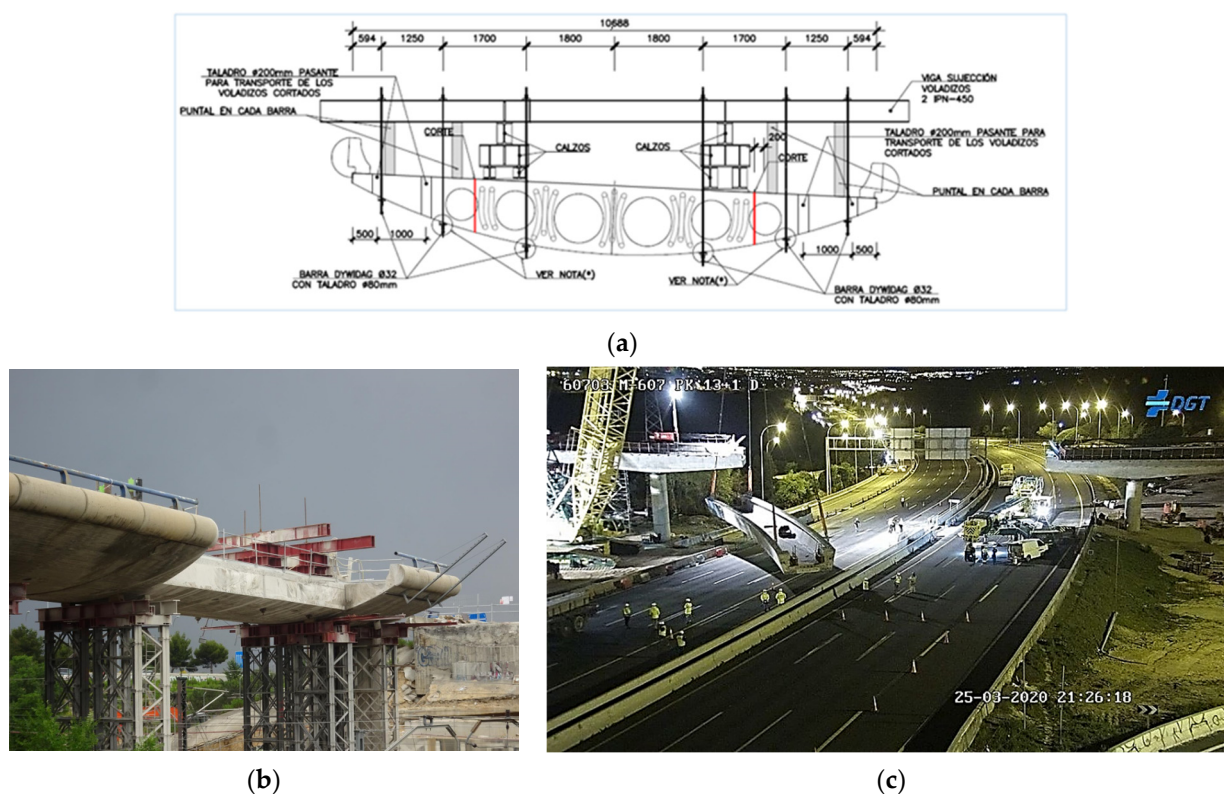 10688
594 1250 1700 1800 1800 1700 1250 594
TALADRO ø200mm PASANTE
PARA TRANSPORTE DE LOS
VOLADIZOS CORTADOS
PUNTAL EN CADA BARRA
CORTE
CALZOS
CALZOS
200
CORTE
VIGA SUJECCIÓN
VOLADIZOS
2 IPN-450
TALADRO ø200mm PASANTE PARA
TRANSPORTE DE LOS VOLADIZOS
CORTADOS
PUNTAL EN CADA BARRA
500 1000
1000 500
BARRA DYWIDAG Ø32
CON TALADRO ø80mm
VER NOTA(*)
VER NOTA(*)
BARRA DYWIDAG Ø32
CON TALADRO ø80mm
(a)
60703 M-607 PK 13+1 D
DGT
25-03-2020 21:26:18
(b)
(c)